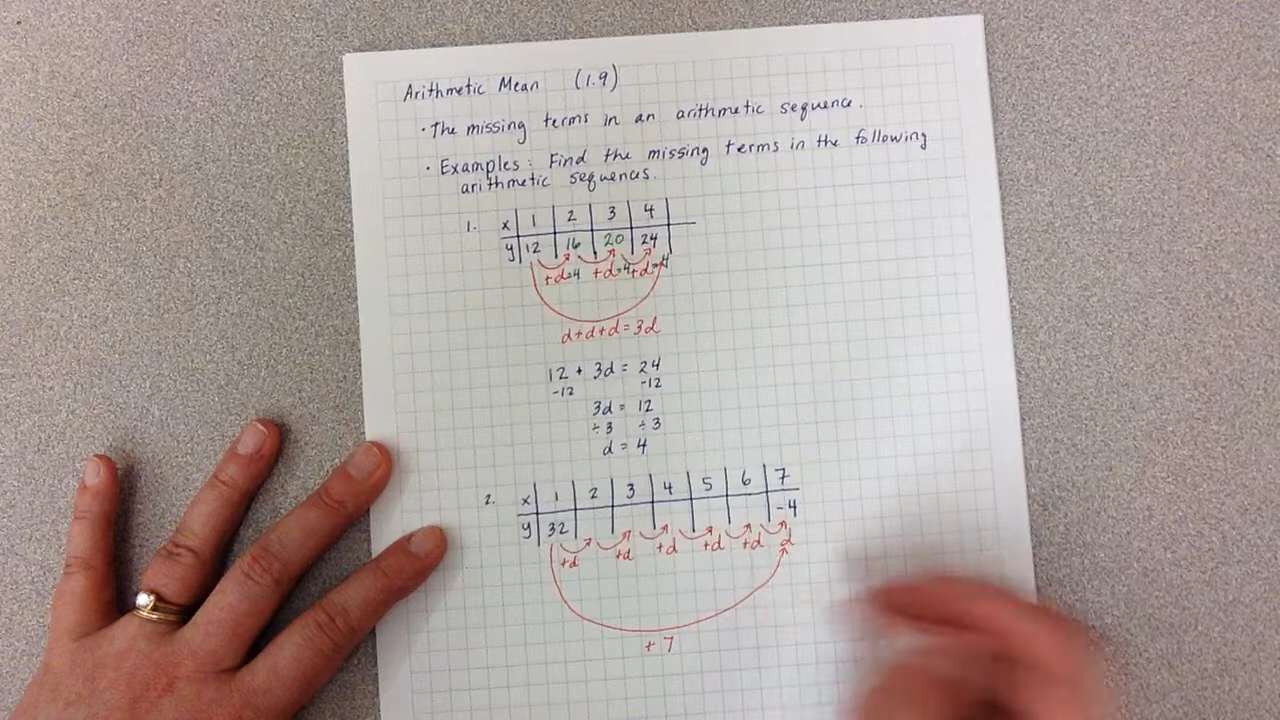 Arithmetic Mean (1.9)
· The missing terms in an arithmetic sequence.
· Examples: Find the missing terms in the following
arithmetic sequences.
1. x 1 2 3 4
y 12 16 20 24
+d=4 +d=4 +d=4
d+d+d=3d
12 + 3d = 24
-12 -12
3d = 12
÷3 ÷3
d = 4
2. x 1 2 3 4 5 6 7
y 32 -4
+d +d +d +d +d d
+7